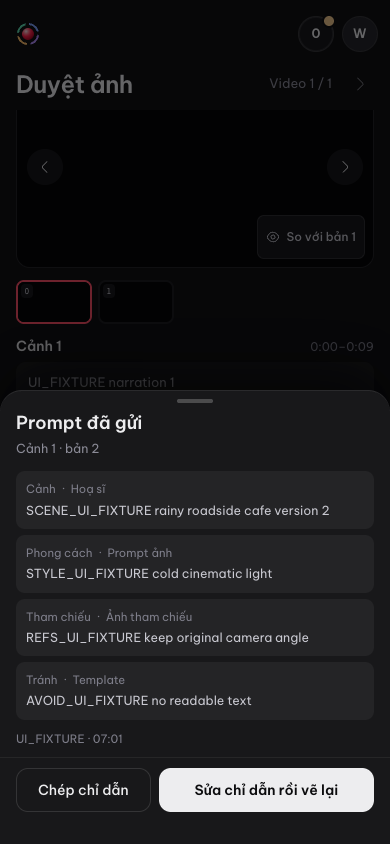 0
W
Duyệt ảnh
Video 1 / 1
So với bản 1
0
1
Cảnh 1
0:00–0:09
UI_FIXTURE narration 1
Prompt đã gửi
Cảnh 1 · bản 2
Cảnh · Hoạ sĩ
SCENE_UI_FIXTURE rainy roadside cafe version 2
Phong cách · Prompt ảnh
STYLE_UI_FIXTURE cold cinematic light
Tham chiếu · Ảnh tham chiếu
REFS_UI_FIXTURE keep original camera angle
Tránh · Template
AVOID_UI_FIXTURE no readable text
UI_FIXTURE · 07:01
Chép chỉ dẫn
Sửa chỉ dẫn rồi vẽ lại